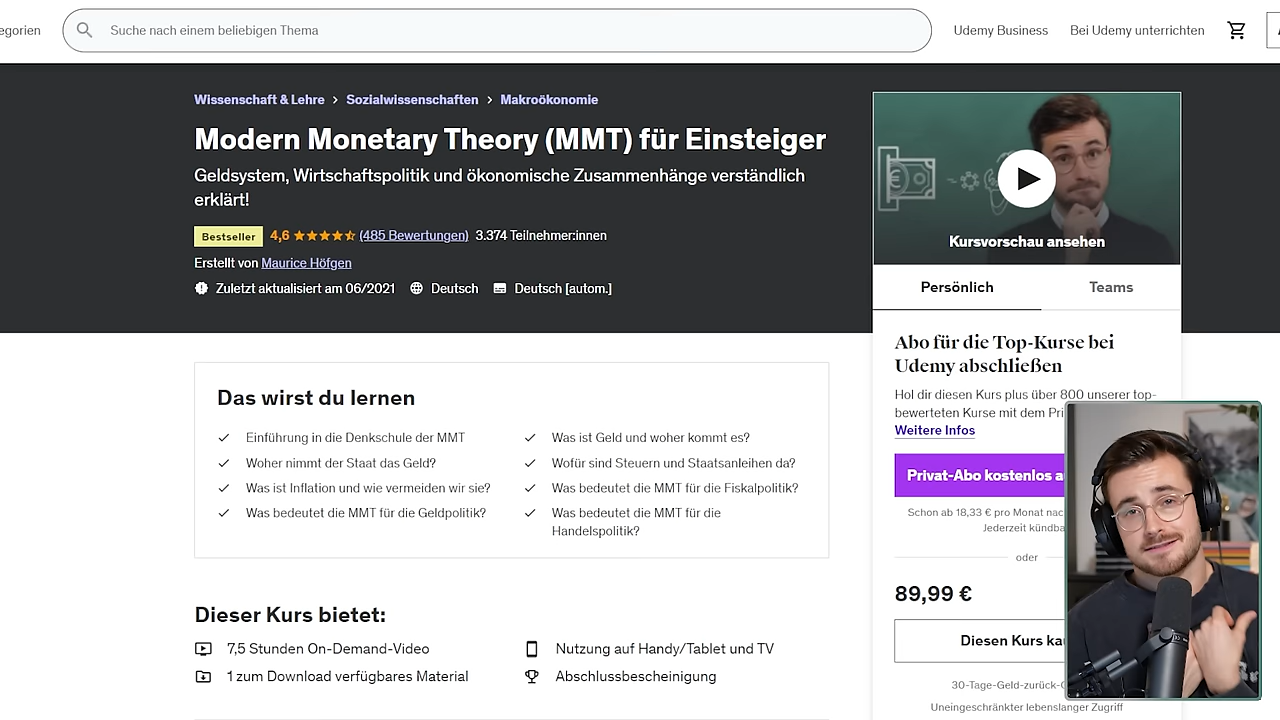 egorien
Suche nach einem beliebigen Thema
Udemy Business
Bei Udemy unterrichten
Wissenschaft & Lehre > Sozialwissenschaften > Makroökonomie
Modern Monetary Theory (MMT) für Einsteiger
Geldsystem, Wirtschaftspolitik und ökonomische Zusammenhänge verständlich
erklärt!
Bestseller 4,6 (485 Bewertungen) 3.374 Teilnehmer:innen
Erstellt von Maurice Höfgen
Zuletzt aktualisiert am 06/2021 Deutsch Deutsch [autom.]
Kursvorschau ansehen
Persönlich
Teams
Abo für die Top-Kurse bei
Udemy abschließen
Hol dir diesen Kurs plus über 800 unserer top-
bewerteten Kurse mit dem Pri
Weitere Infos
Privat-Abo kostenlos a
Schon ab 18,33 € pro Monat nac
Jederzeit kündba
oder
89,99 €
Diesen Kurs ka
30-Tage-Geld-zurück-
Uneingeschränkter lebenslanger Zugriff
Das wirst du lernen
Einführung in die Denkschule der MMT
Was ist Geld und woher kommt es?
Woher nimmt der Staat das Geld?
Wofür sind Steuern und Staatsanleihen da?
Was ist Inflation und wie vermeiden wir sie?
Was bedeutet die MMT für die Fiskalpolitik?
Was bedeutet die MMT für die Geldpolitik?
Was bedeutet die MMT für die
Handelspolitik?
Dieser Kurs bietet:
7,5 Stunden On-Demand-Video
Nutzung auf Handy/Tablet und TV
1 zum Download verfügbares Material
Abschlussbescheinigung